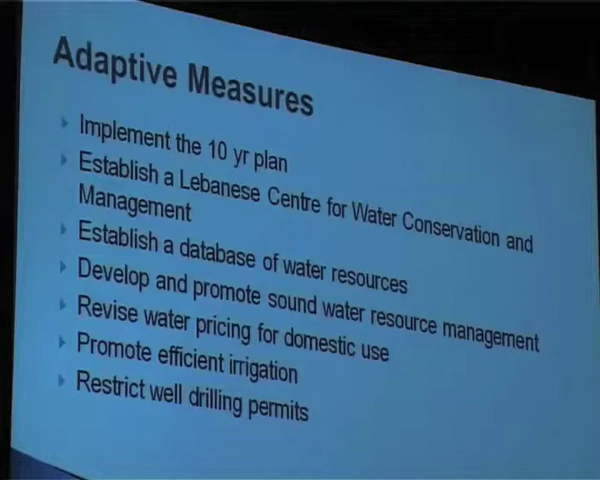 Adaptive Measures
Implement the 10 yr plan
Establish a Lebanese Centre for Water Conservation and
Management
Establish a database of water resources
Develop and promote sound water resource management
Revise water pricing for domestic use
Promote efficient irrigation
Restrict well drilling permits